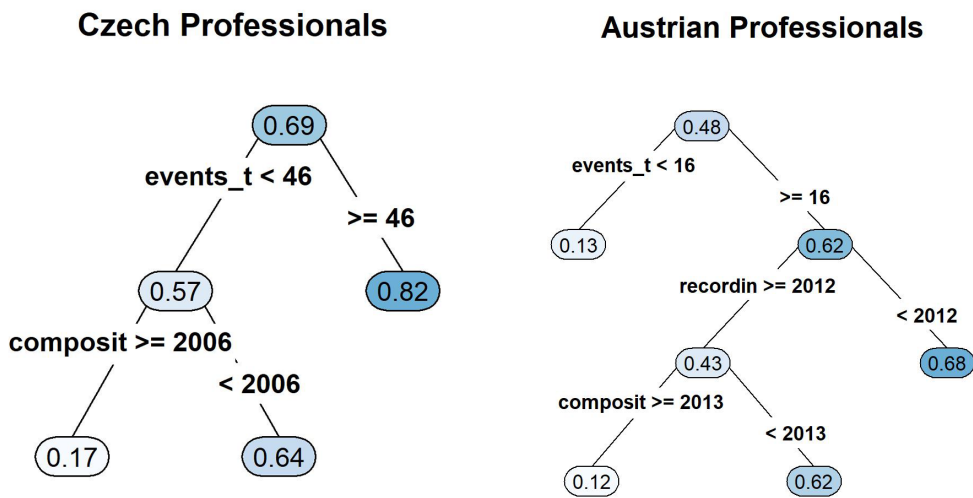 Czech Professionals
0.69
events_t < 46
>= 46
0.57
0.82
composit >= 2006
< 2006
0.17
0.64
Austrian Professionals
0.48
events_t < 16
>= 16
0.13
0.62
recordin >= 2012
< 2012
0.43
0.68
composit >= 2013
< 2013
0.12
0.62